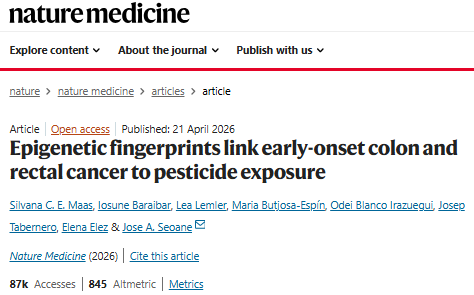 nature medicine
Explore content About the journal Publish with us
nature > nature medicine > articles > article
Article | Open access | Published: 21 April 2026
Epigenetic fingerprints link early-onset colon and
rectal cancer to pesticide exposure
Silvana C. E. Maas, Iosune Baraibar, Lea Lemler, Maria Butjosa-Espín, Odei Blanco Irazuegui, Josep
Tabernero, Elena Elez & Jose A. Seoane
Nature Medicine (2026) | Cite this article
87k Accesses | 845 Altmetric | Metrics